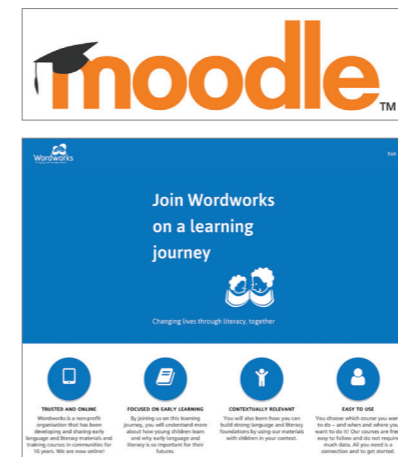 moodle™
Wordworks
Exit
Join Wordworks
on a learning
journey
Changing lives through literacy, together
TRUSTED AND ONLINE
Wordworks is a non-profit
organisation that has been
developing and sharing early
language and literacy materials and
training courses in communities for
16 years. We are now online!
FOCUSED ON EARLY LEARNING
By joining us on this learning
journey, you will understand more
about how young children learn
and why early language and
literacy is so important for their
futures.
CONTEXTUALLY RELEVANT
You will also learn how you can
build strong language and literacy
foundations by using our materials
with children in your context.
EASY TO USE
You choose which course you want
to do – and when and where you
want to do it! Our courses are free,
easy to follow and do not require
much data. All you need is a
connection and to get started.